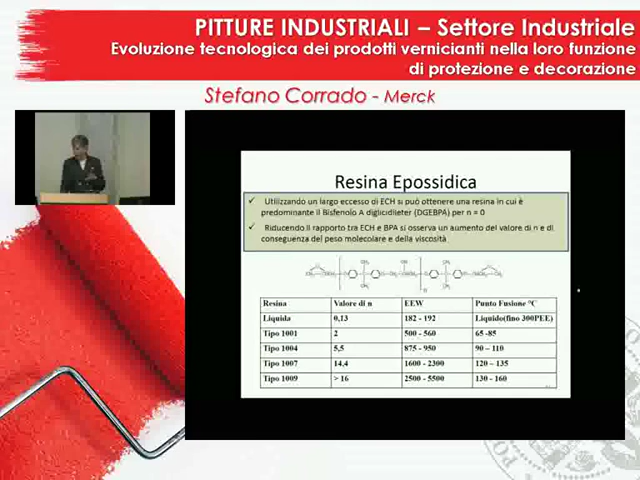 PITTURE INDUSTRIALI – Settore Industriale
Evoluzione tecnologica dei prodotti vernicianti nella loro funzione
di protezione e decorazione
Stefano Corrado - Merck
Resina Epossidica
✓ Utilizzando un largo eccesso di ECH si può ottenere una resina in cui è
predominante il Bisfenolo A diglicidiletere (DGEBPA) per n = 0
✓ Riducendo il rapporto tra ECH e BPA si osserva un aumento del valore di n e di
conseguenza del peso molecolare e della viscosità
Resina Valore di n EEW Punto Fusione °C
Liquida 0,13 182 - 192 Liquido(fino 300PEE)
Tipo 1001 2 500 - 560 65 -85
Tipo 1004 5,5 875 - 950 90 – 110
Tipo 1007 14,4 1600 - 2300 120 – 135
Tipo 1009 > 16 2500 - 5500 130 - 160